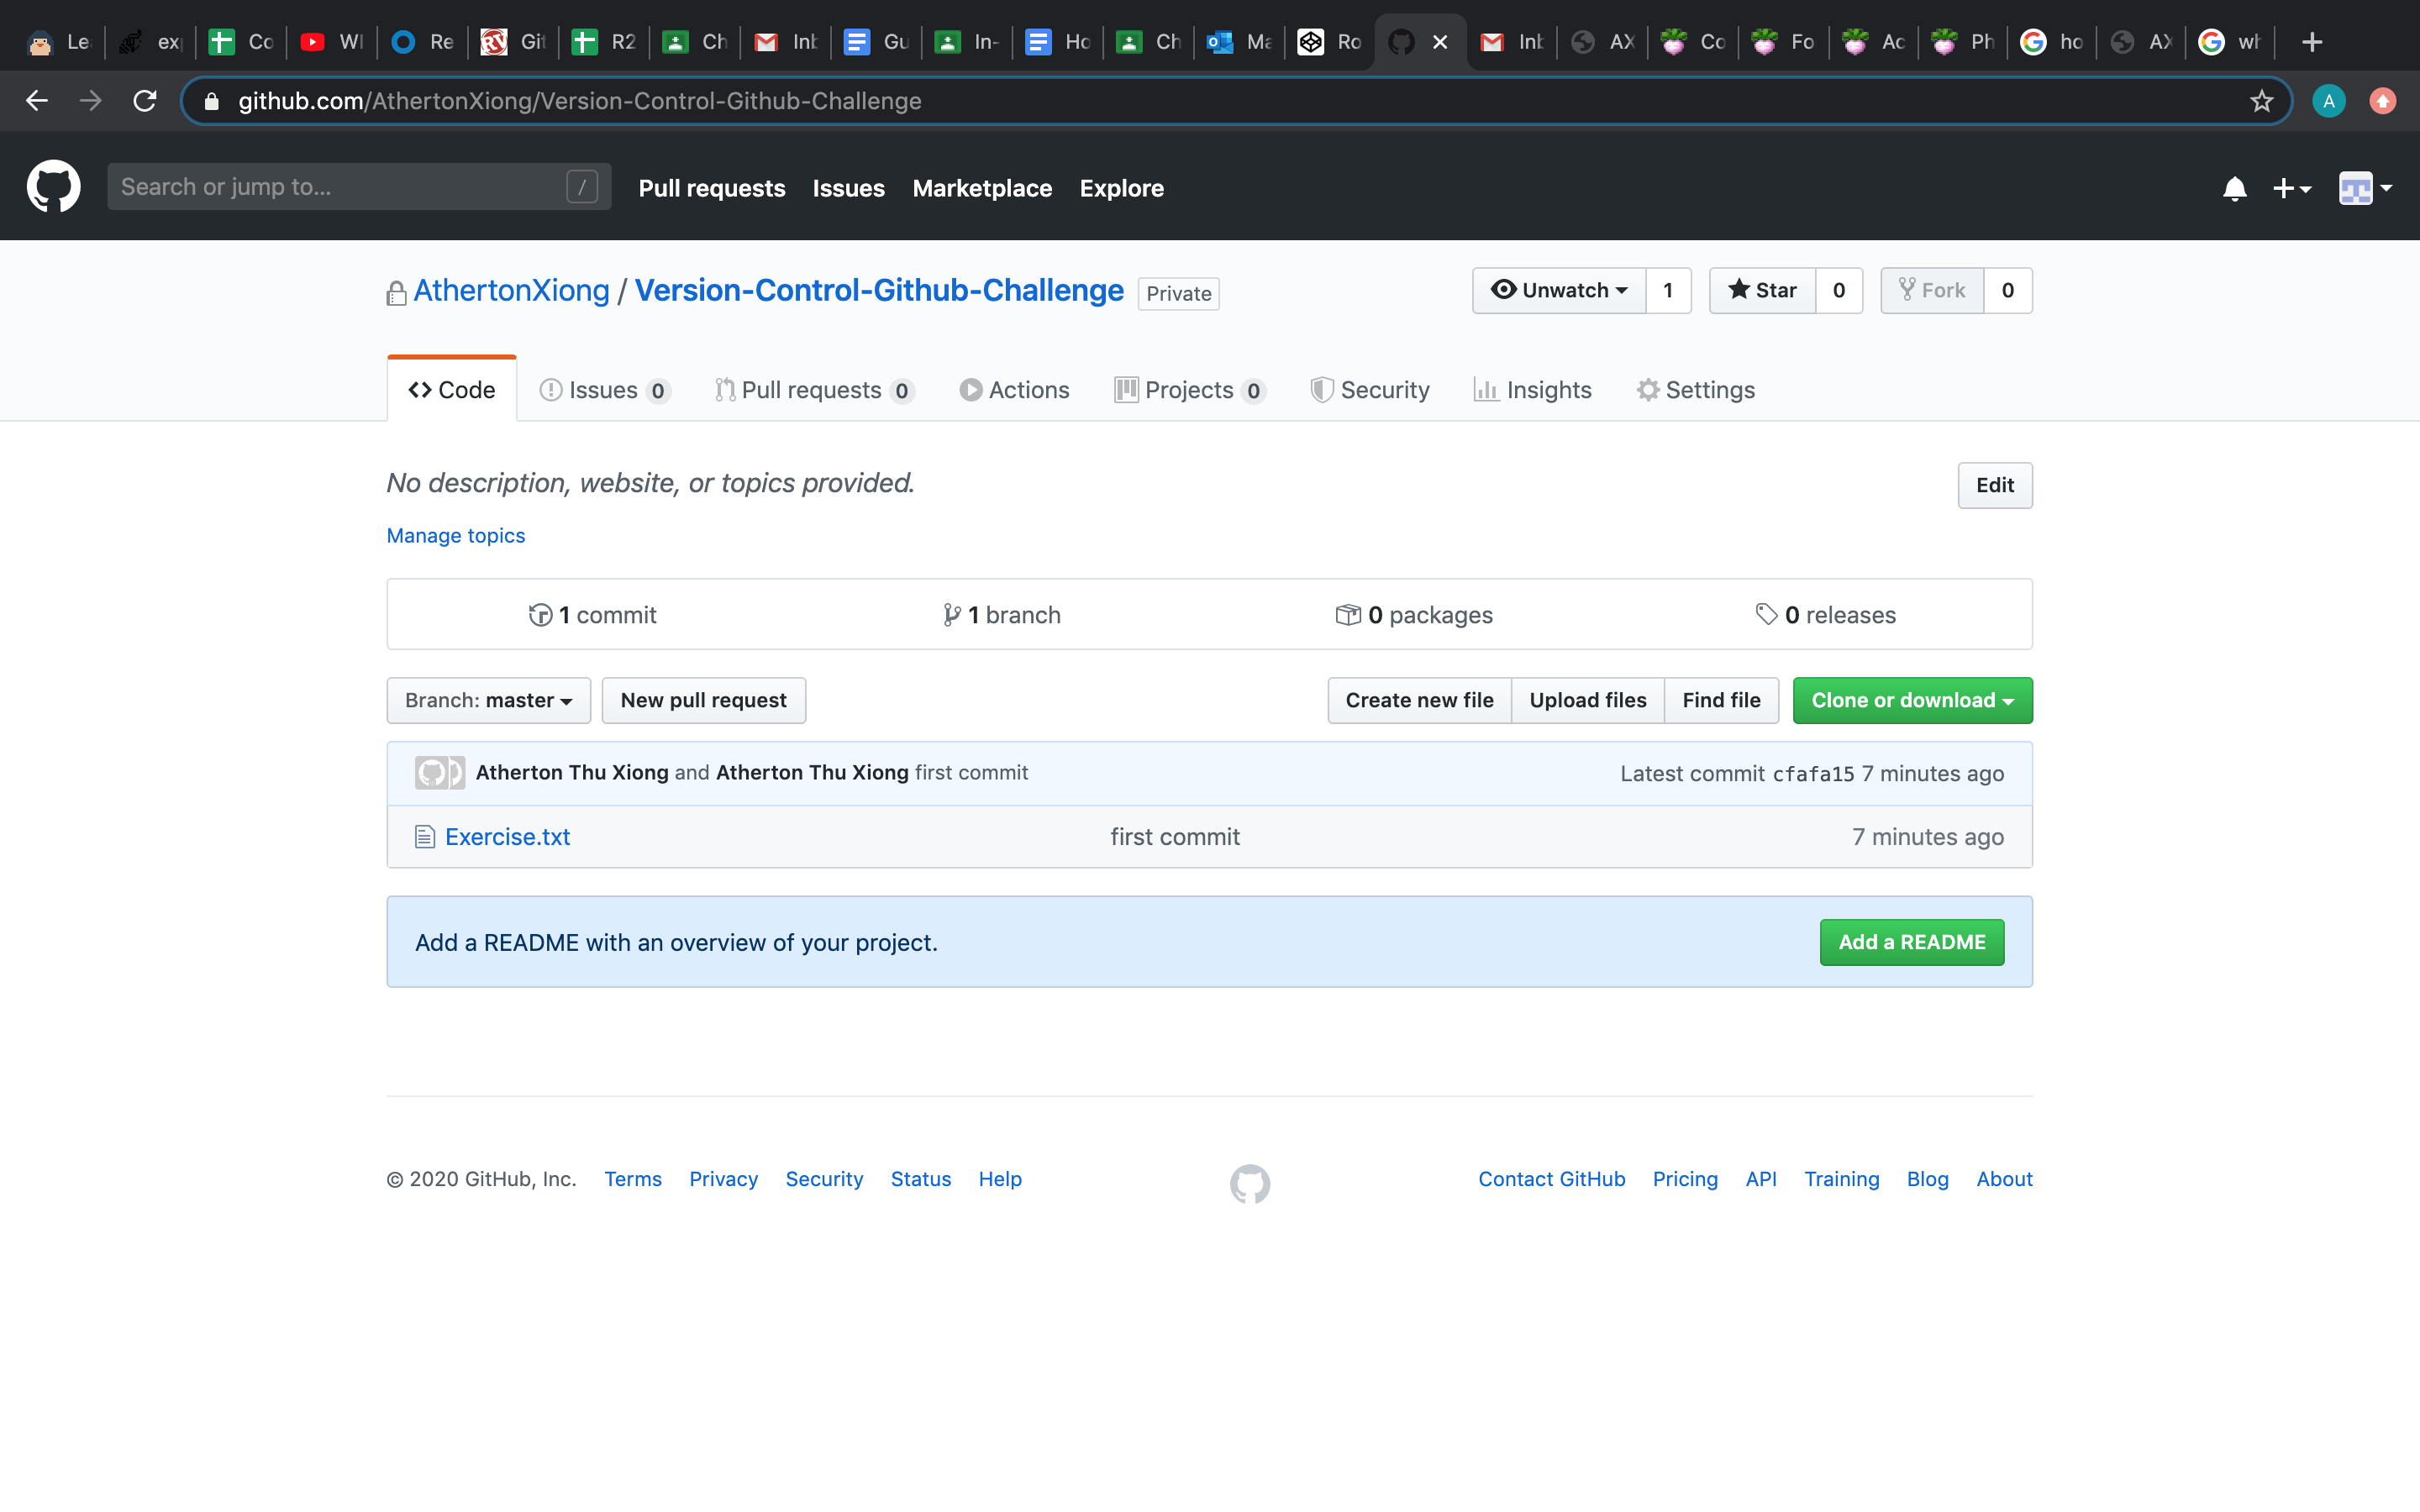 Le ex Co WI Re Git R2 Ch Inb Gu In- Ho Ch Ma Ro Inb AX Co Fo Ac Ph ho AX wh
github.com/AthertonXiong/Version-Control-Github-Challenge A
Search or jump to... / Pull requests Issues Marketplace Explore
AthertonXiong / Version-Control-Github-Challenge Private Unwatch 1 Star 0 Fork 0
Code Issues 0 Pull requests 0 Actions Projects 0 Security Insights Settings
No description, website, or topics provided. Edit
Manage topics
1 commit 1 branch 0 packages 0 releases
Branch: master New pull request Create new file Upload files Find file Clone or download
Atherton Thu Xiong and Atherton Thu Xiong first commit Latest commit cfafa15 7 minutes ago
Exercise.txt first commit 7 minutes ago
Add a README with an overview of your project. Add a README
© 2020 GitHub, Inc. Terms Privacy Security Status Help Contact GitHub Pricing API Training Blog About